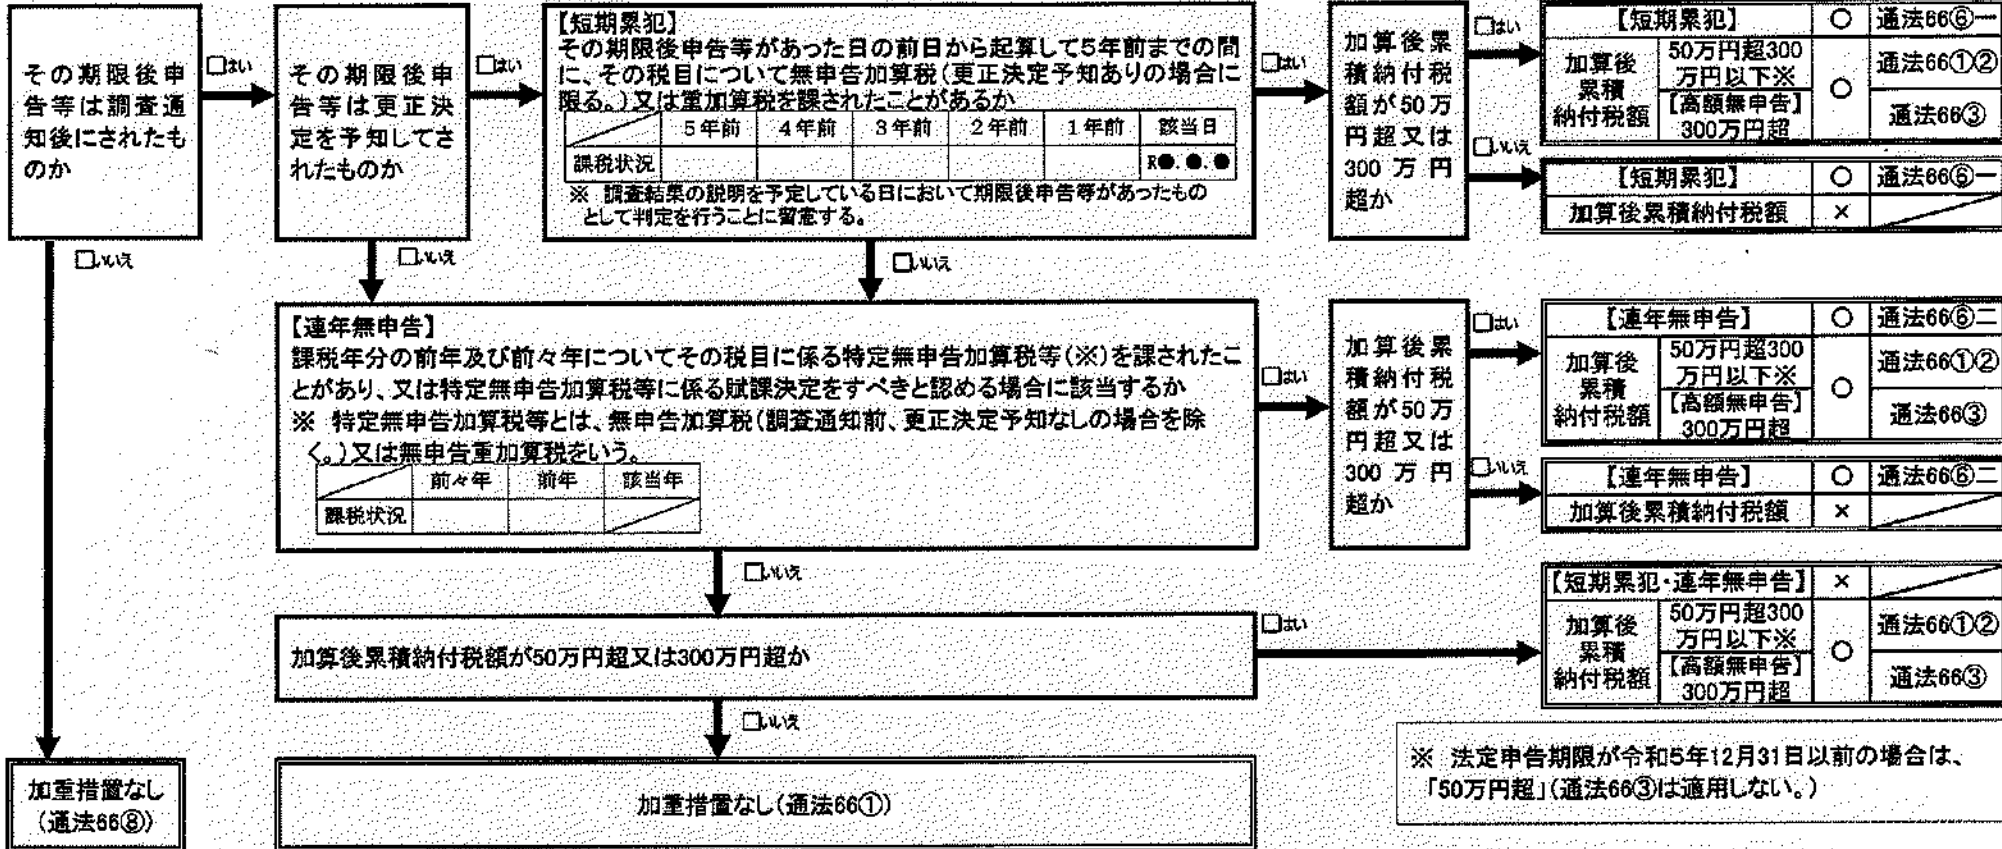 その期限後申
告等は調査通
知後にされたも
のか
□はい
その期限後申
告等は更正決
定を予知してさ
れたものか
□はい
【短期累犯】
その期限後申告等があった日の前日から起算して5年前までの間
に、その税目について無申告加算税(更正決定予知ありの場合に
限る。)又は重加算税を課されたことがあるか
5年前 4年前 3年前 2年前 1年前 該当日
課税状況 R●.●.●
※ 調査結果の説明を予定している日において期限後申告等があったもの
として判定を行うことに留意する。
□はい
加算後累
積納付税
額が50万
円超又は
300万円
超か
□はい
【短期累犯】 ○ 通法66⑥一
加算後
累積
納付税額
50万円超300
万円以下※
【高額無申告】
300万円超
○
通法66①②
通法66③
□いいえ
【短期累犯】 ○ 通法66⑥一
加算後累積納付税額 ×
□いいえ
□いいえ
□いいえ
【連年無申告】
課税年分の前年及び前々年についてその税目に係る特定無申告加算税等(※)を課されたこ
とがあり、又は特定無申告加算税等に係る賦課決定をすべきと認める場合に該当するか
※ 特定無申告加算税等とは、無申告加算税(調査通知前、更正決定予知なしの場合を除
く。)又は無申告重加算税をいう。
前々年 前年 該当年
課税状況
□はい
加算後累
積納付税
額が50万
円超又は
300万円
超か
□はい
【連年無申告】 ○ 通法66⑥二
加算後
累積
納付税額
50万円超300
万円以下※
【高額無申告】
300万円超
○
通法66①②
通法66③
□いいえ
【連年無申告】 ○ 通法66⑥二
加算後累積納付税額 ×
□いいえ
加算後累積納付税額が50万円超又は300万円超か
□はい
【短期累犯・連年無申告】 ×
加算後
累積
納付税額
50万円超300
万円以下※
【高額無申告】
300万円超
○
通法66①②
通法66③
□いいえ
加重措置なし
(通法66⑧)
加重措置なし(通法66①)
※ 法定申告期限が令和5年12月31日以前の場合は、
「50万円超」(通法66③は適用しない。)